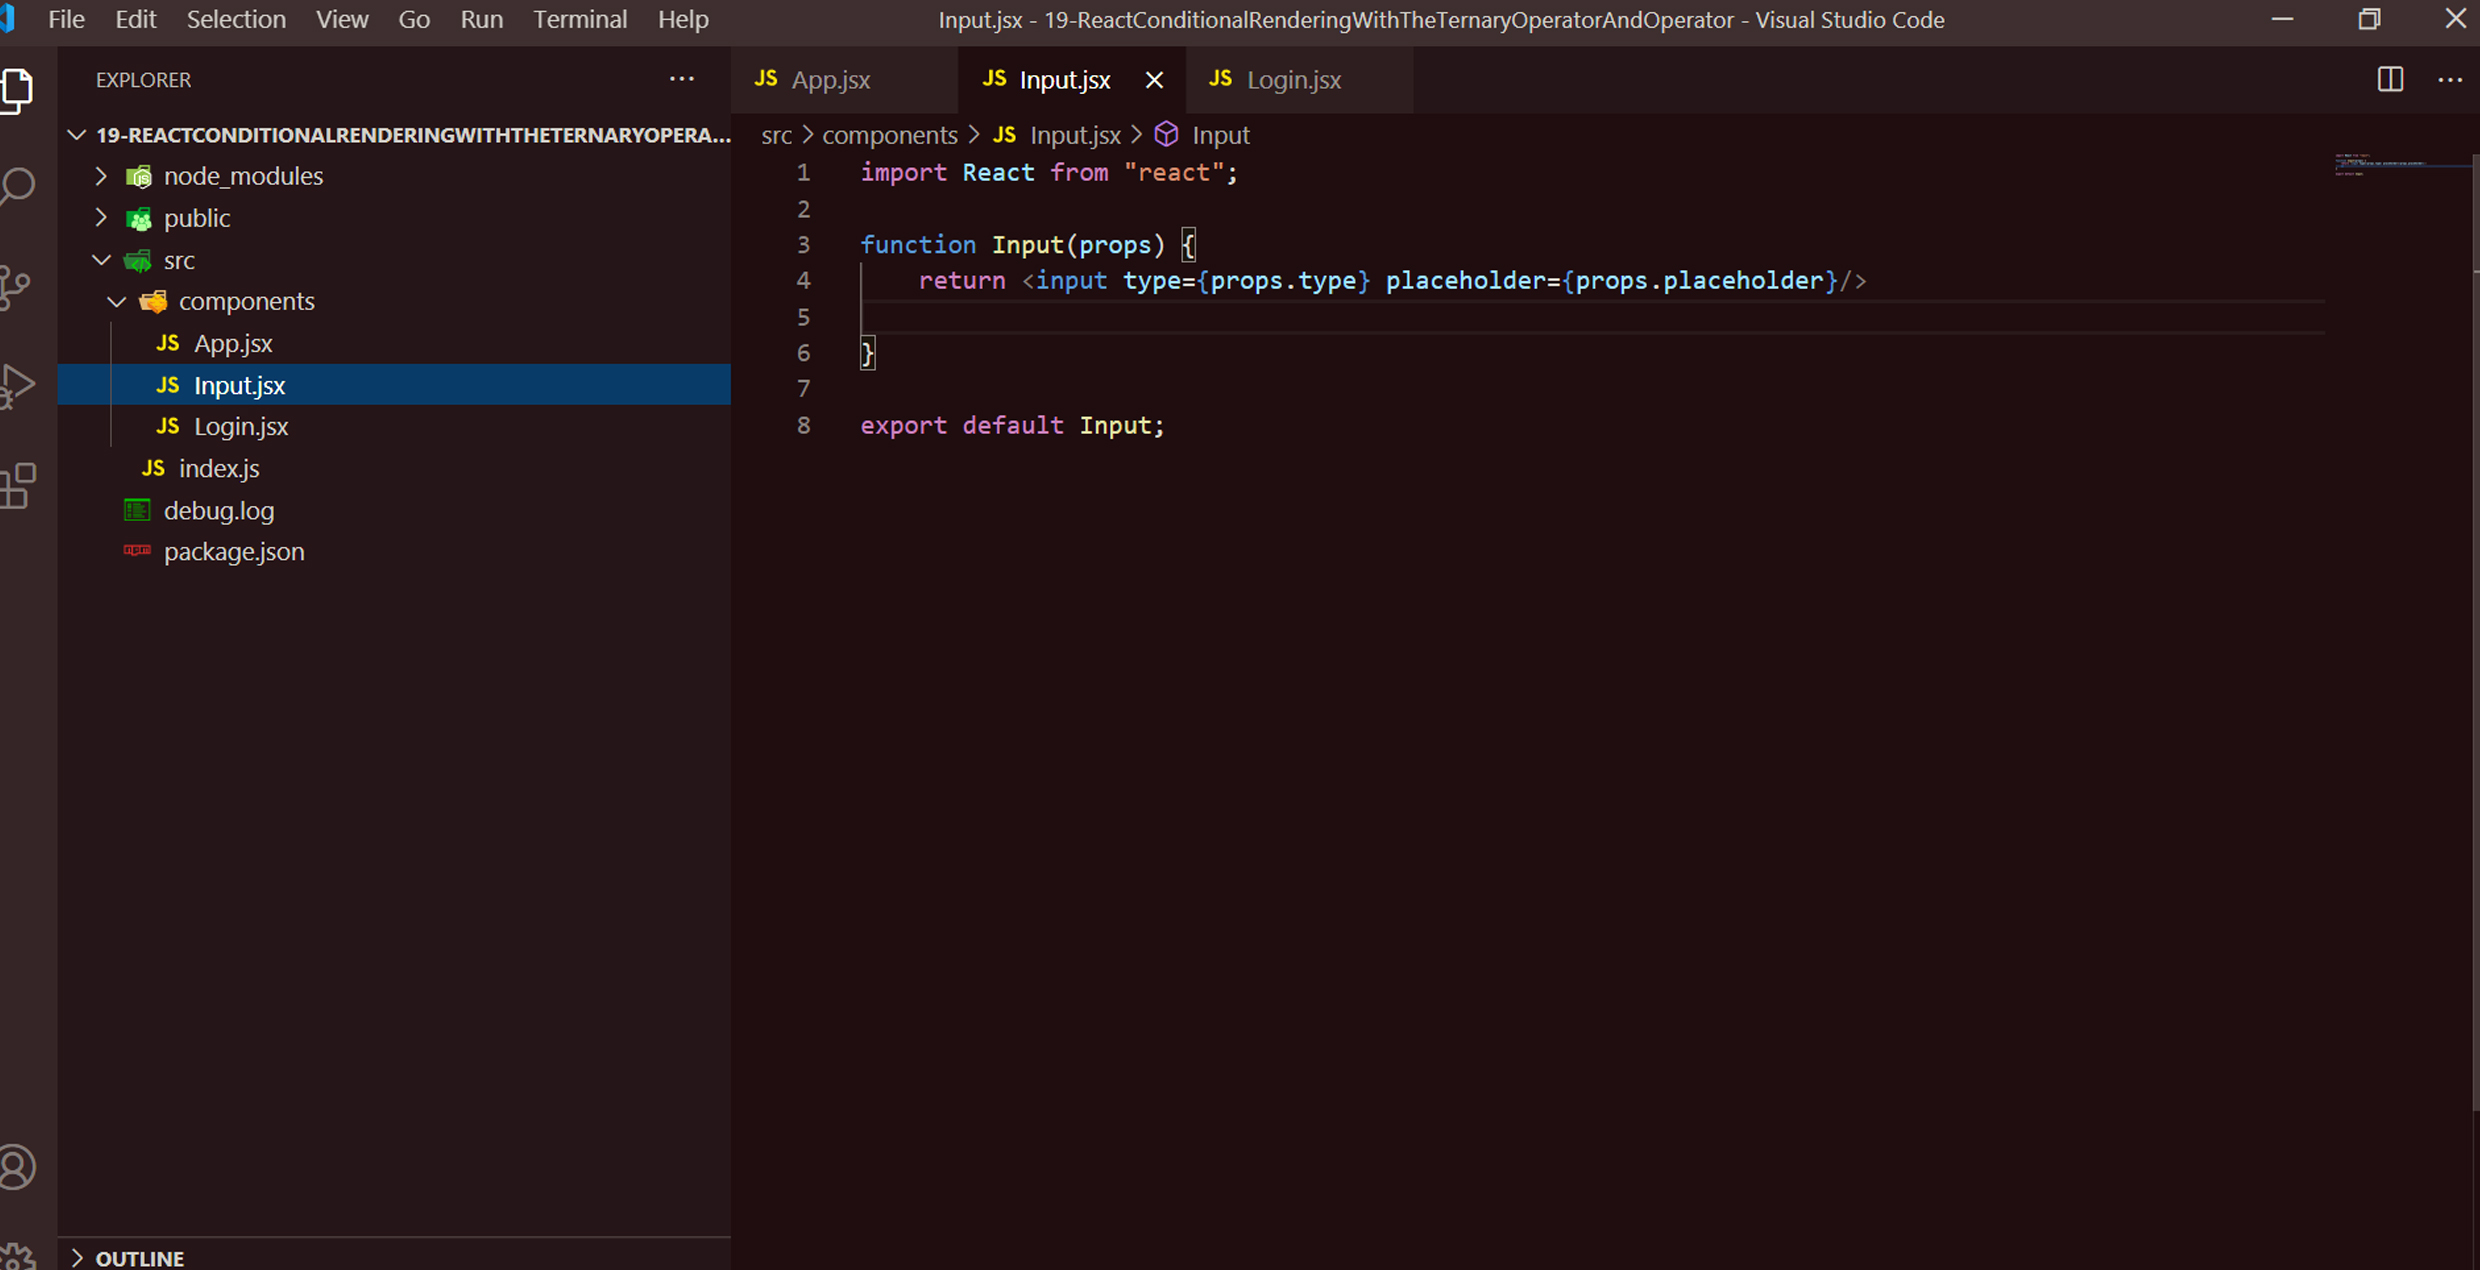 File Edit Selection View Go Run Terminal Help
Input.jsx - 19-ReactConditionalRenderingWithTheTernaryOperatorAndOperator - Visual Studio Code
EXPLORER ···
19-REACTCONDITIONALRENDERINGWITHTHETERNARYOPERA...
node_modules
public
src
components
JS App.jsx
JS Input.jsx
JS Login.jsx
JS index.js
debug.log
package.json
OUTLINE
JS App.jsx JS Input.jsx JS Login.jsx
src > components > JS Input.jsx > Input
1 import React from "react";
2
3 function Input(props) {
4 return <input type={props.type} placeholder={props.placeholder}/>
5
6 }
7
8 export default Input;